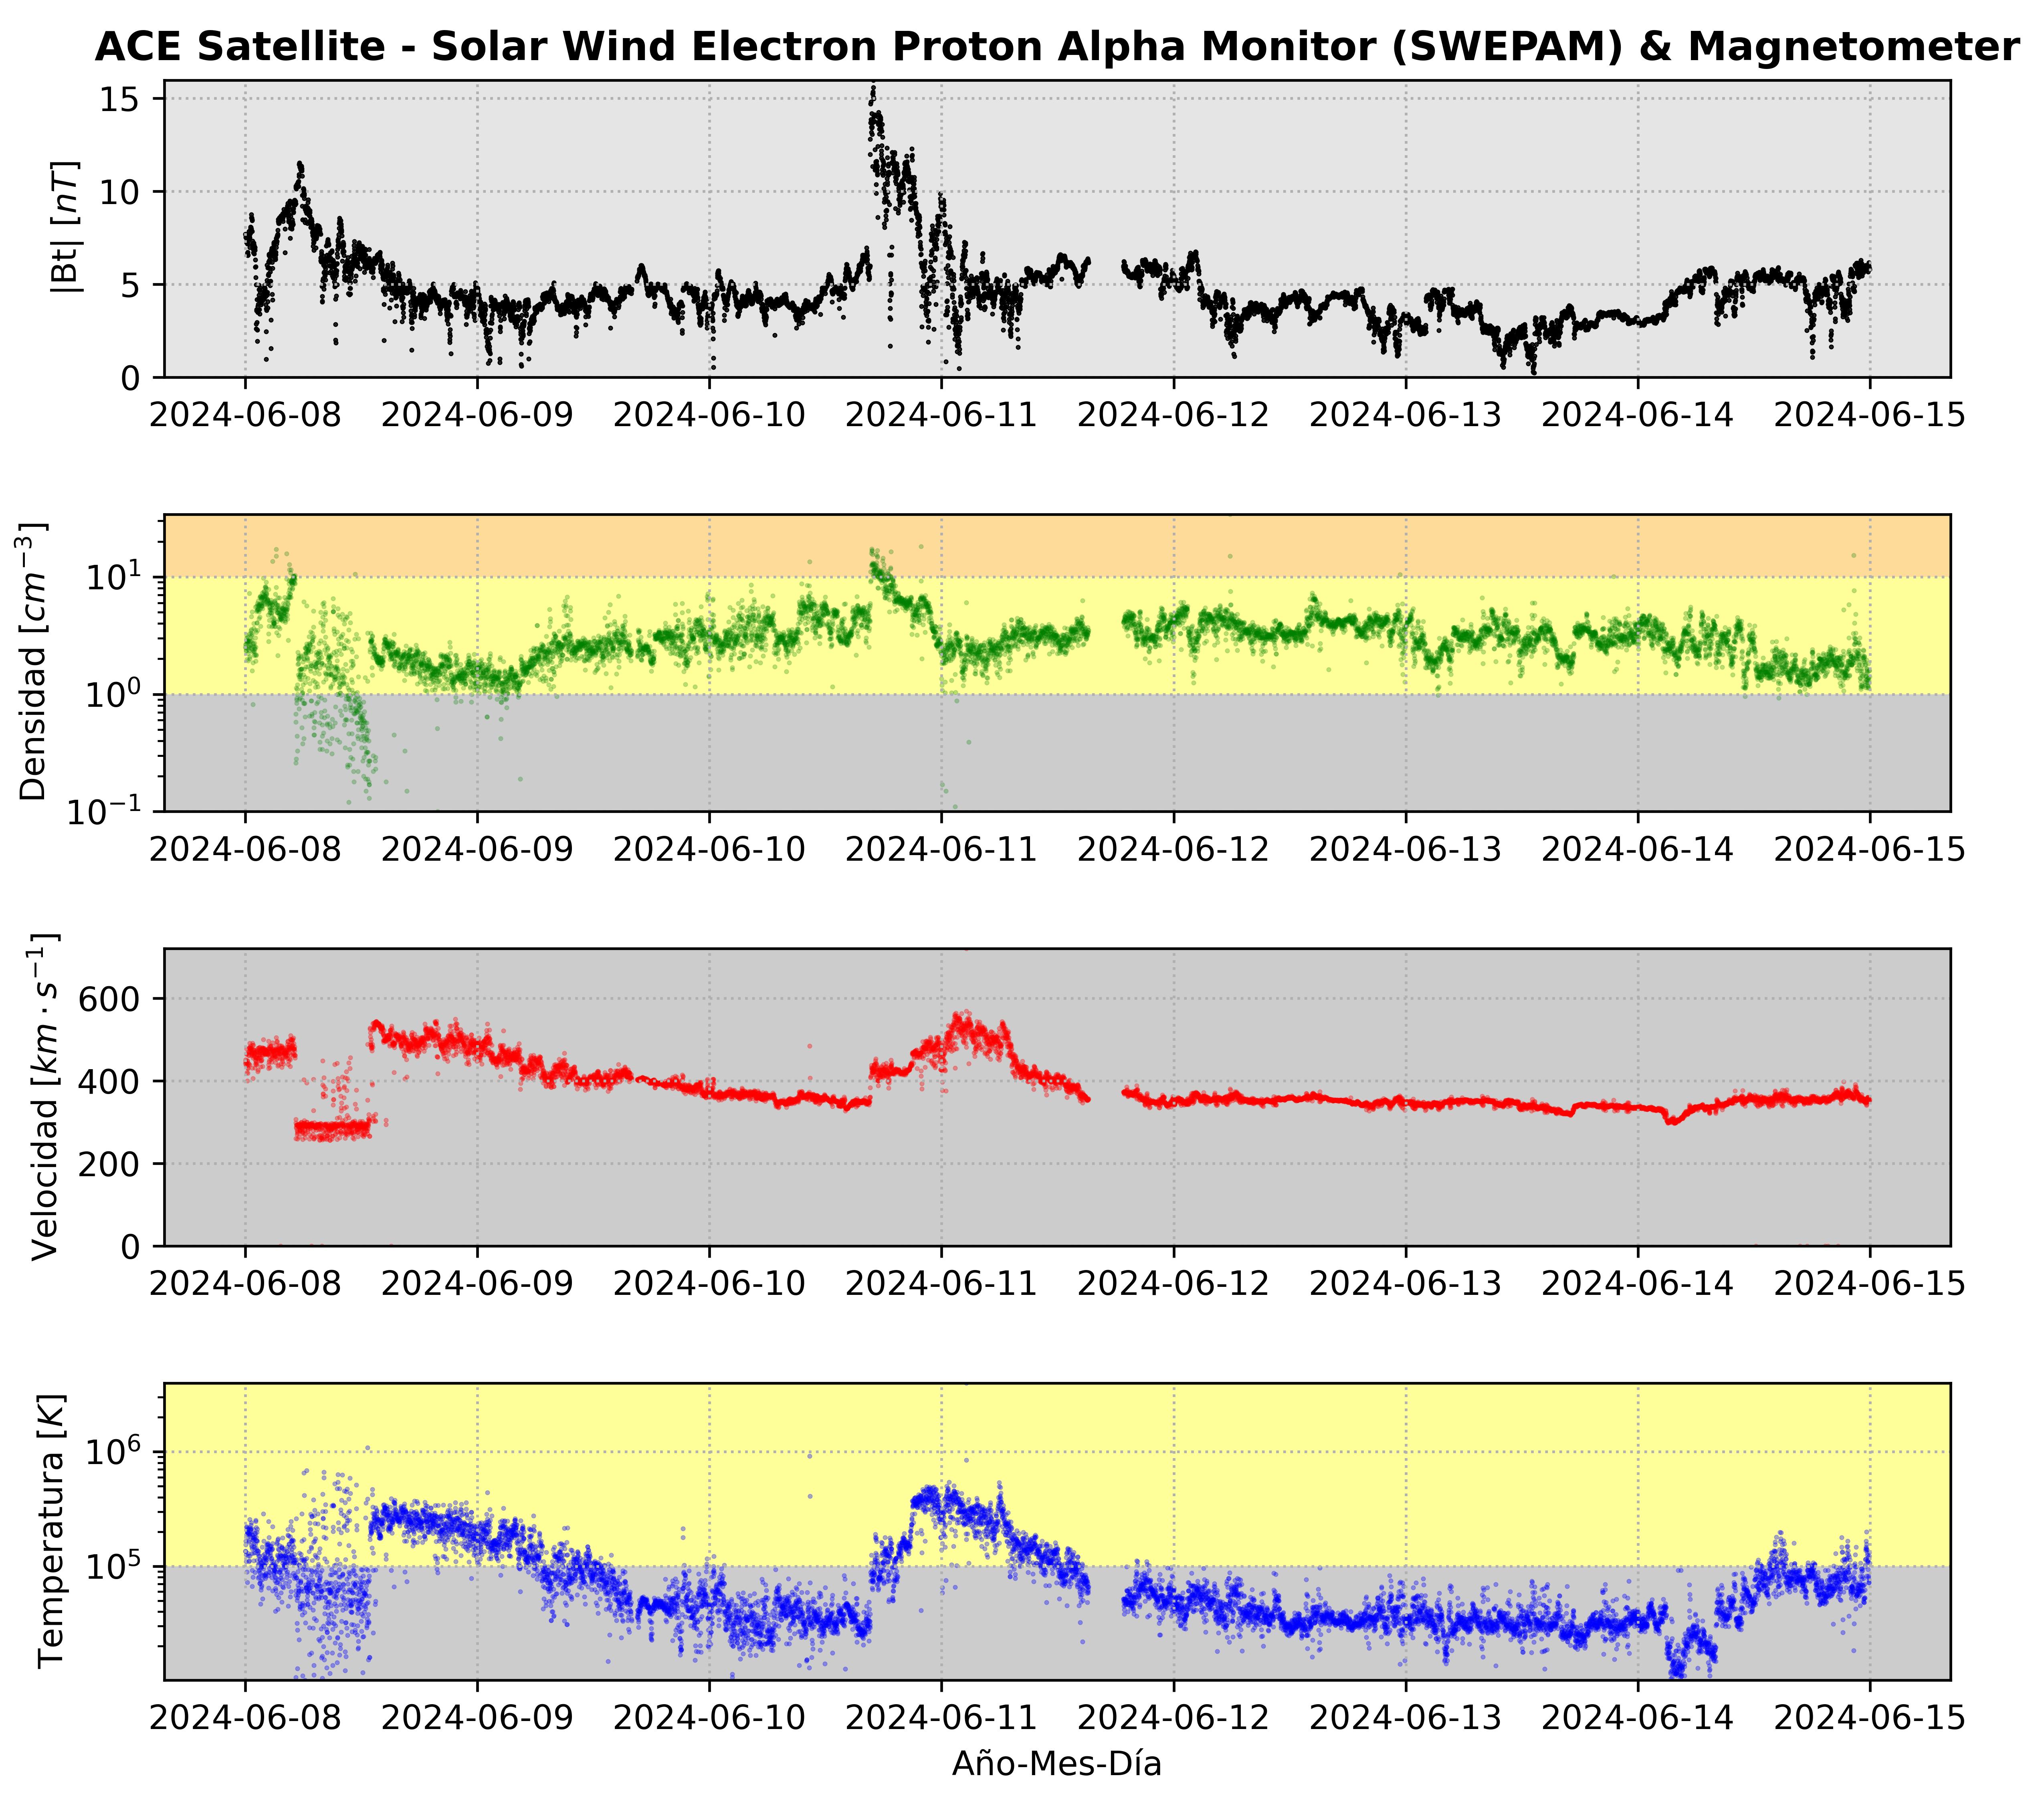 ACE Satellite - Solar Wind Electron Proton Alpha Monitor (SWEPAM) & Magnetometer
|Bt| [nT]
15
10
5
0
2024-06-08 2024-06-09 2024-06-10 2024-06-11 2024-06-12 2024-06-13 2024-06-14 2024-06-15
Densidad [cm⁻³]
10¹
10⁰
10⁻¹
2024-06-08 2024-06-09 2024-06-10 2024-06-11 2024-06-12 2024-06-13 2024-06-14 2024-06-15
Velocidad [km · s⁻¹]
600
400
200
0
2024-06-08 2024-06-09 2024-06-10 2024-06-11 2024-06-12 2024-06-13 2024-06-14 2024-06-15
Temperatura [K]
10⁶
10⁵
2024-06-08 2024-06-09 2024-06-10 2024-06-11 2024-06-12 2024-06-13 2024-06-14 2024-06-15
Año-Mes-Día